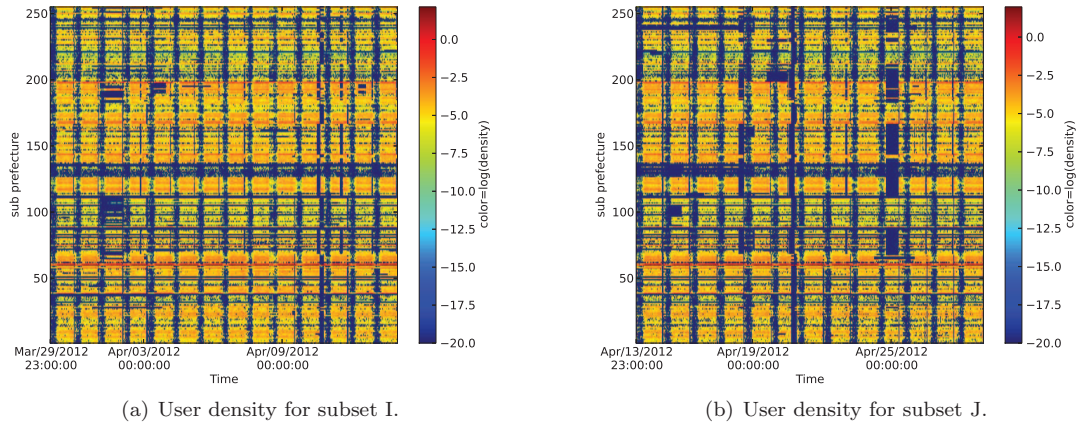 250
200
150
100
50
sub prefecture
Mar/29/2012
23:00:00
Apr/03/2012
00:00:00
Apr/09/2012
00:00:00
Time
0.0
−2.5
−5.0
−7.5
−10.0
−12.5
−15.0
−17.5
−20.0
color=log(density)
(a) User density for subset I.
250
200
150
100
50
sub prefecture
Apr/13/2012
23:00:00
Apr/19/2012
00:00:00
Apr/25/2012
00:00:00
Time
0.0
−2.5
−5.0
−7.5
−10.0
−12.5
−15.0
−17.5
−20.0
color=log(density)
(b) User density for subset J.